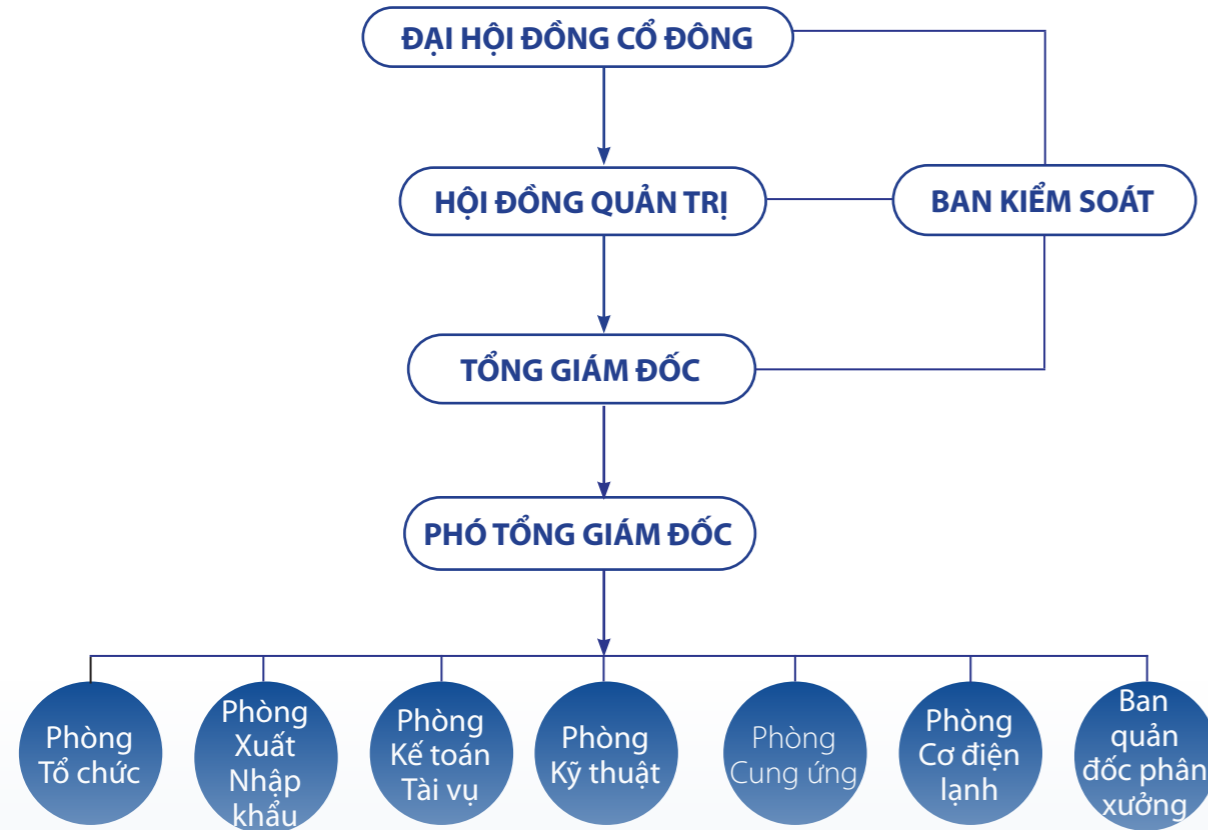 ĐẠI HỘI ĐỒNG CỔ ĐÔNG
HỘI ĐỒNG QUẢN TRỊ
BAN KIỂM SOÁT
TỔNG GIÁM ĐỐC
PHÓ TỔNG GIÁM ĐỐC
Phòng
Tổ chức
Phòng
Xuất
Nhập
khẩu
Phòng
Kế toán
Tài vụ
Phòng
Kỹ thuật
Phòng
Cung ứng
Phòng
Cơ điện
lạnh
Ban
quản
đốc phân
xưởng